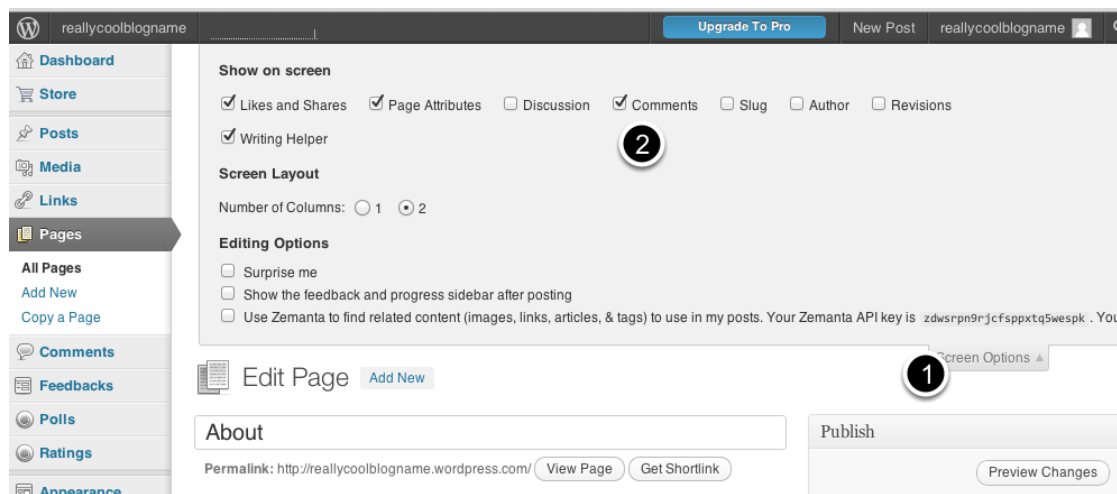 reallycoolblogname Upgrade To Pro New Post reallycoolblogname
Dashboard
Store
Posts
Media
Links
Pages
All Pages
Add New
Copy a Page
Comments
Feedbacks
Polls
Ratings
Appearance
Show on screen
Likes and Shares Page Attributes Discussion Comments Slug Author Revisions
Writing Helper
2
Screen Layout
Number of Columns: 1 2
Editing Options
Surprise me
Show the feedback and progress sidebar after posting
Use Zemanta to find related content (images, links, articles, & tags) to use in my posts. Your Zemanta API key is zdwsrpn9rjcfsppxtq5wespk . You
Screen Options
1
Edit Page Add New
About
Permalink: http://reallycoolblogname.wordpress.com/ View Page Get Shortlink
Publish
Preview Changes